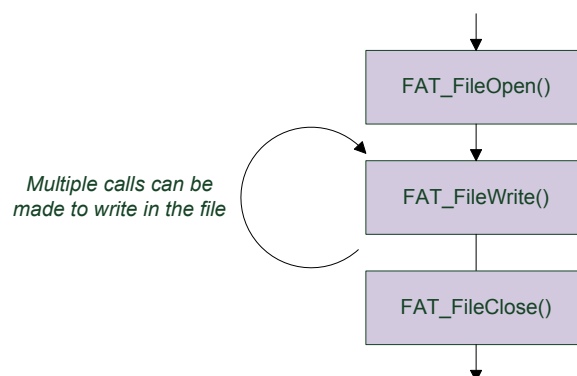 FAT_FileOpen()
Multiple calls can be
made to write in the file
FAT_FileWrite()
FAT_FileClose()